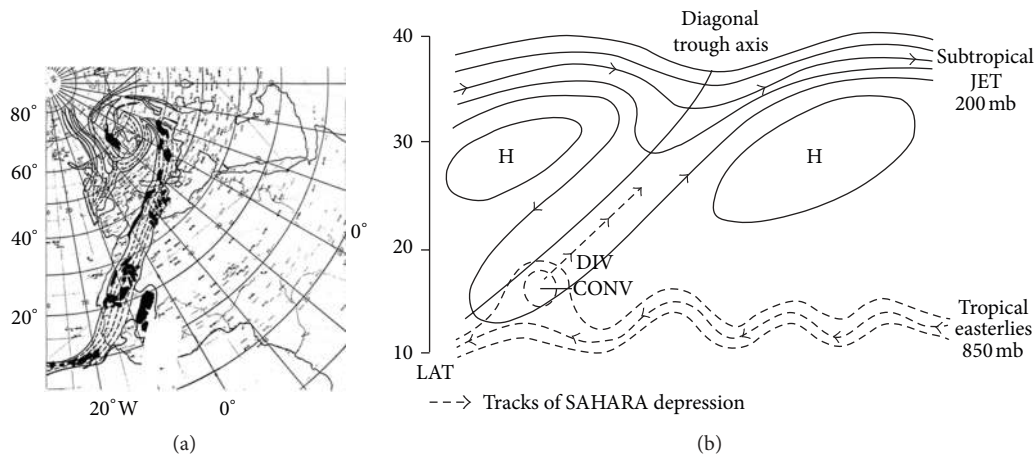 80°
60°
40°
20°
20° W
0°
0°
(a)
Diagonal
trough axis
40
30
20
10
LAT
H
H
DIV
CONV
Subtropical
JET
200 mb
Tropical
easterlies
850 mb
Tracks of SAHARA depression
(b)